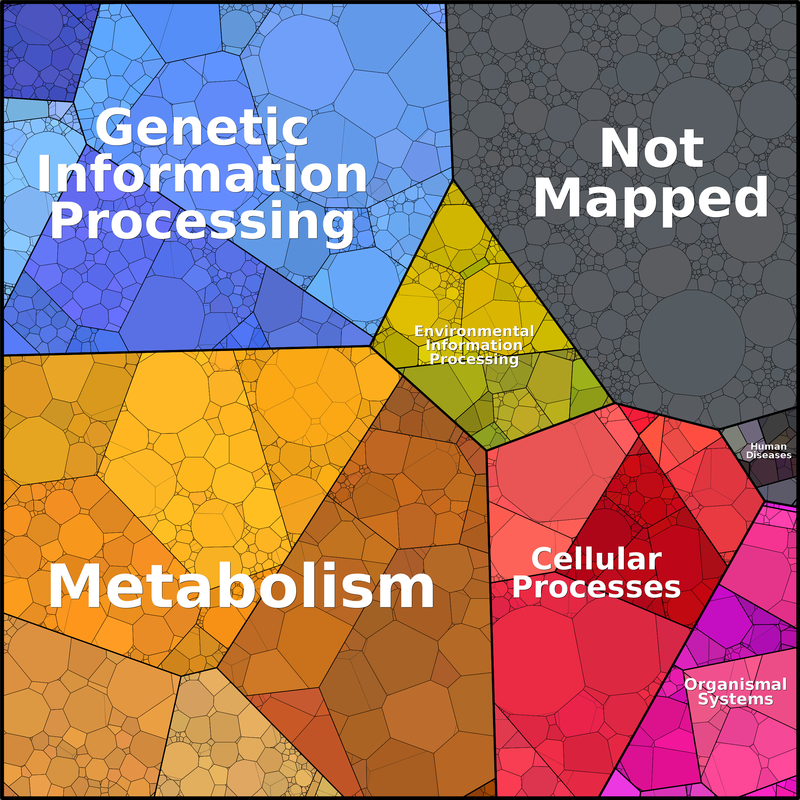 Genetic
Information
Processing
Not
Mapped
Environmental
Information
Processing
Human
Diseases
Metabolism
Cellular
Processes
Organismal
Systems